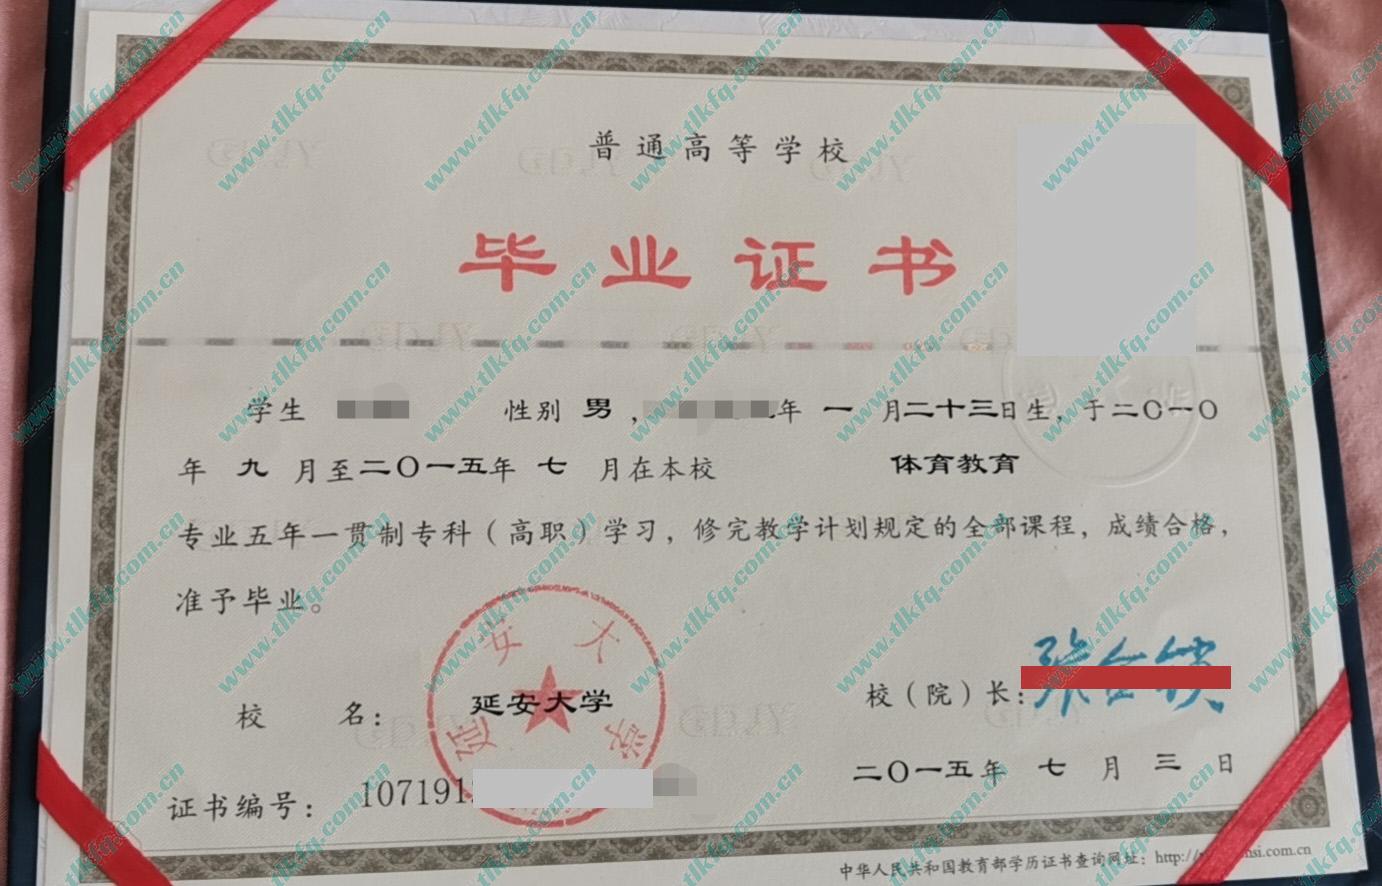 普通高等学校
毕业证书
学生 性别 男， 年 一 月二十三日生，于二〇一〇
年 九 月至二〇一五年 七 月在本校 体育教育
专业五年一贯制专科（高职）学习，修完教学计划规定的全部课程，成绩合格，
准予毕业。
延安大学
校 名： 延安大学
校（院）长：
二〇一五年 七 月 三 日
证书编号： 107191
中华人民共和国教育部学历证书查询网址： http://
www.tlkfq.com.cn